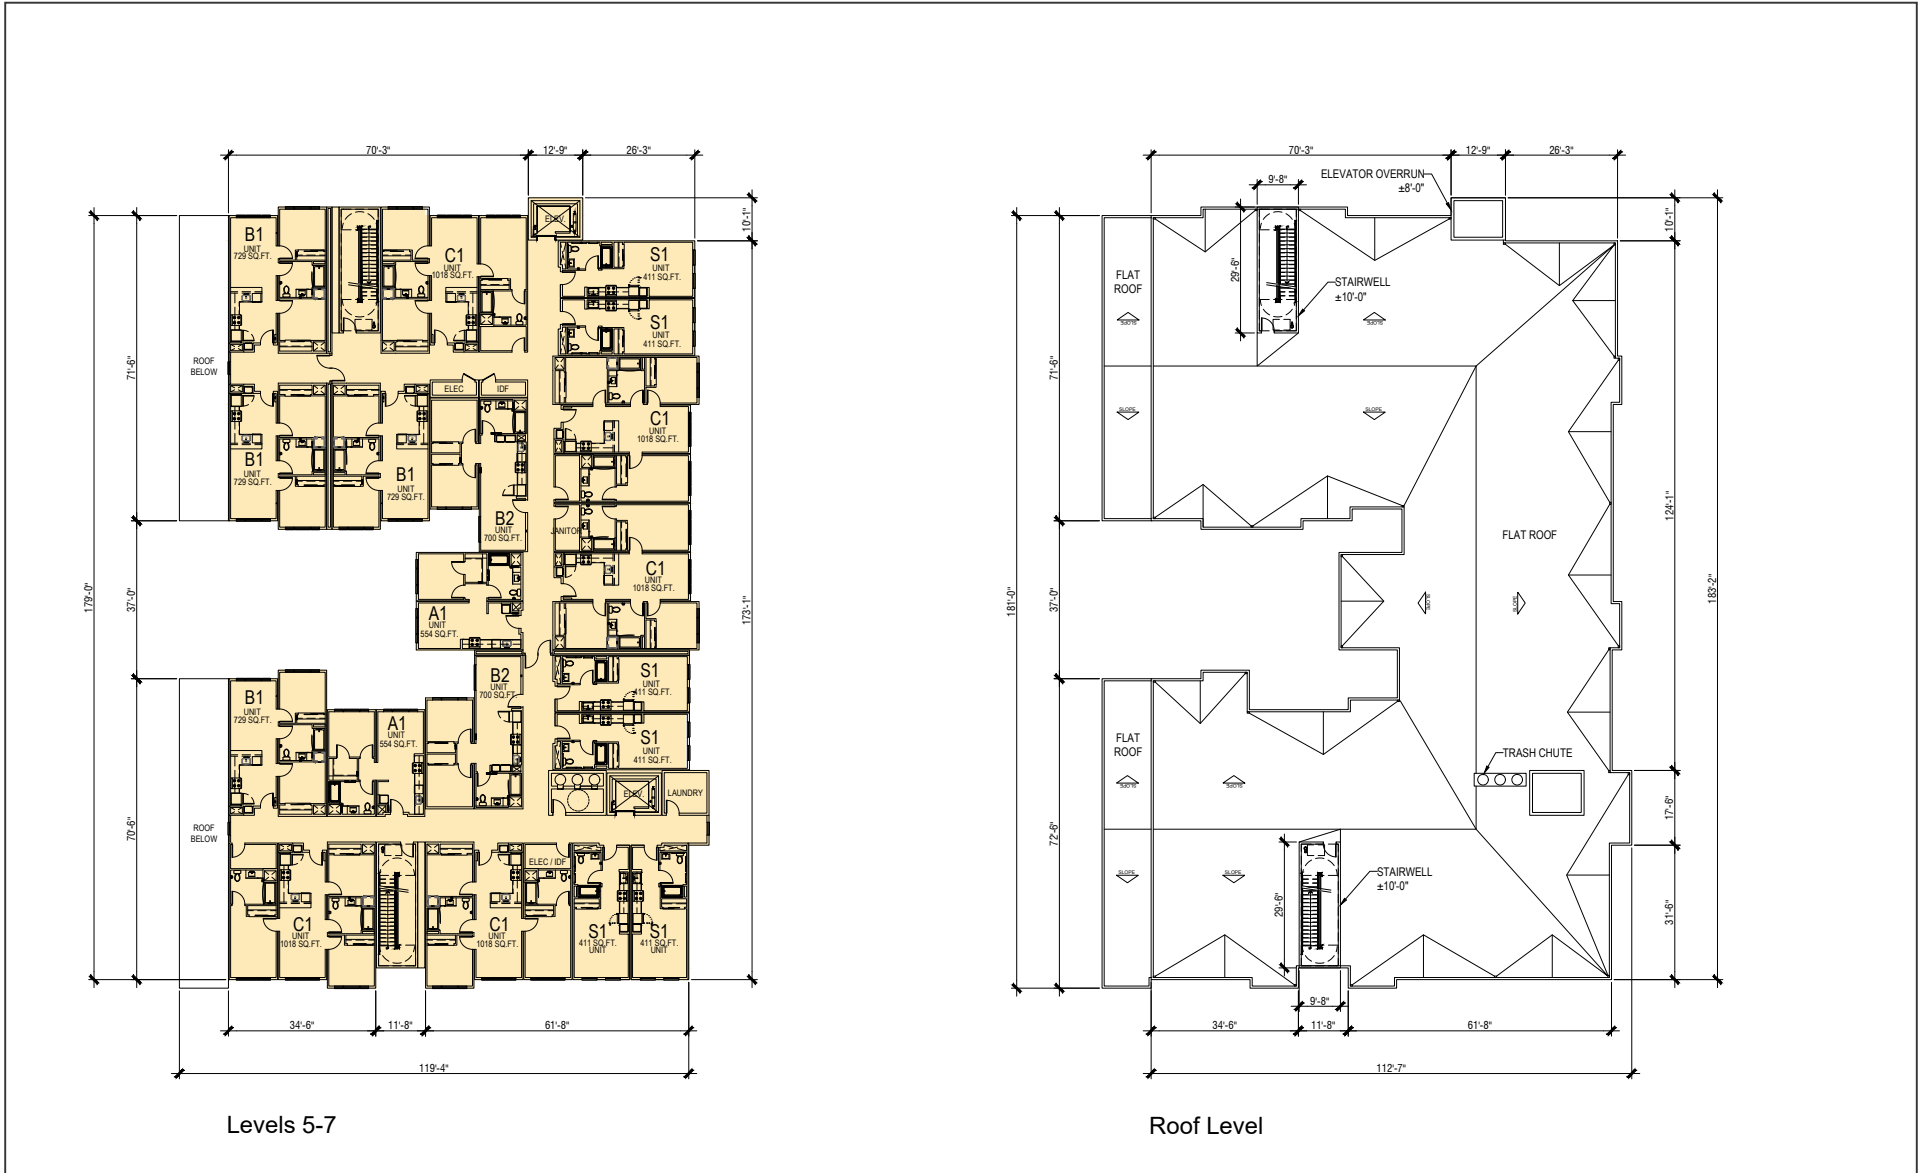 70'-3"
12'-9"
26'-3"
10'-1"
179'-0"
71'-6"
37'-0"
70'-6"
173'-1"
ELEV.
B1
UNIT
729 SQ.FT.
C1
UNIT
1018 SQ.FT.
S1
UNIT
411 SQ.FT.
S1
UNIT
411 SQ.FT.
ROOF
BELOW
ELEC
IDF
C1
UNIT
1018 SQ.FT.
B1
UNIT
729 SQ.FT.
B1
UNIT
729 SQ.FT.
B2
UNIT
700 SQ.FT.
JANITOR
C1
UNIT
1018 SQ.FT.
A1
UNIT
554 SQ.FT.
B2
UNIT
700 SQ.FT.
S1
UNIT
411 SQ.FT.
B1
UNIT
729 SQ.FT.
A1
UNIT
554 SQ.FT.
S1
UNIT
411 SQ.FT.
ELEV.
LAUNDRY
ROOF
BELOW
ELEC / IDF
C1
UNIT
1018 SQ.FT.
C1
UNIT
1018 SQ.FT.
S1
411 SQ.FT.
UNIT
S1
411 SQ.FT.
UNIT
34'-6"
11'-8"
61'-8"
119'-4"
Levels 5-7
70'-3"
12'-9"
26'-3"
9'-8"
ELEVATOR OVERRUN
±8'-0"
10'-1"
29'-6"
STAIRWELL
±10'-0"
FLAT
ROOF
SLOPE
SLOPE
SLOPE
SLOPE
181'-0"
71'-6"
37'-0"
72'-6"
124'-1"
183'-2"
FLAT ROOF
SLOPE
SLOPE
FLAT
ROOF
TRASH CHUTE
SLOPE
SLOPE
17'-6"
SLOPE
SLOPE
STAIRWELL
±10'-0"
29'-6"
31'-6"
9'-8"
34'-6"
11'-8"
61'-8"
112'-7"
Roof Level